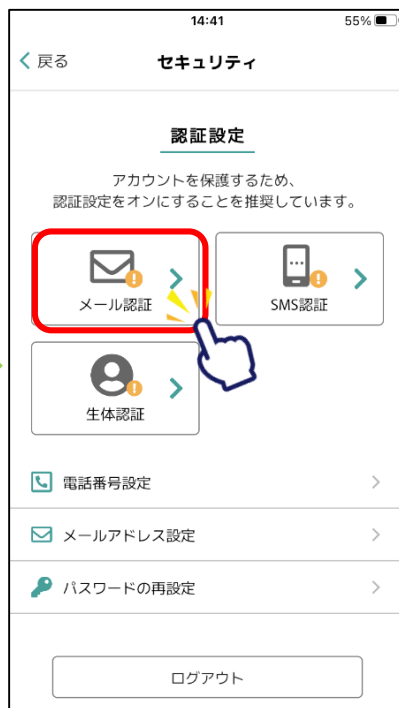 14:41
55%
戻る
セキュリティ
認証設定
アカウントを保護するため、
認証設定をオンにすることを推奨しています。
メール認証
SMS認証
生体認証
電話番号設定
メールアドレス設定
パスワードの再設定
ログアウト